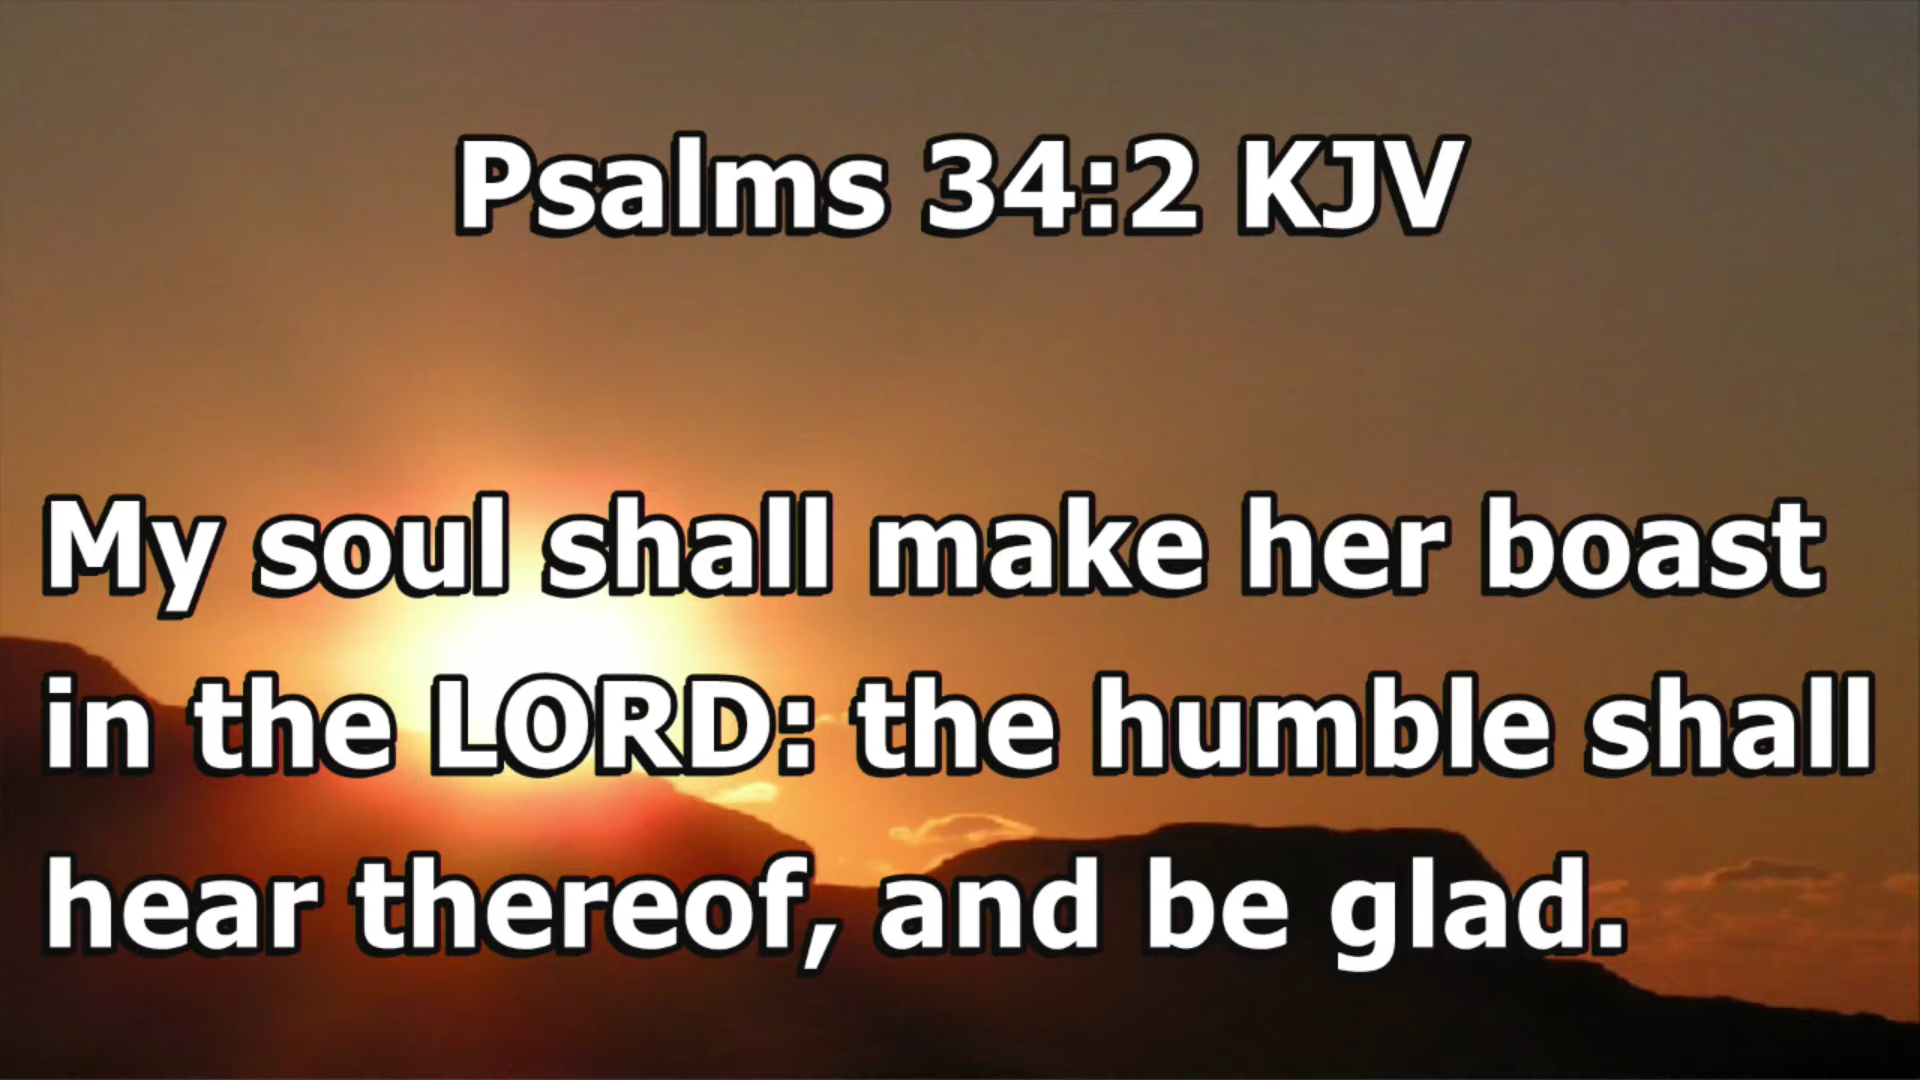 Psalms 34:2 KJV
My soul shall make her boast
in the LORD: the humble shall
hear thereof, and be glad.